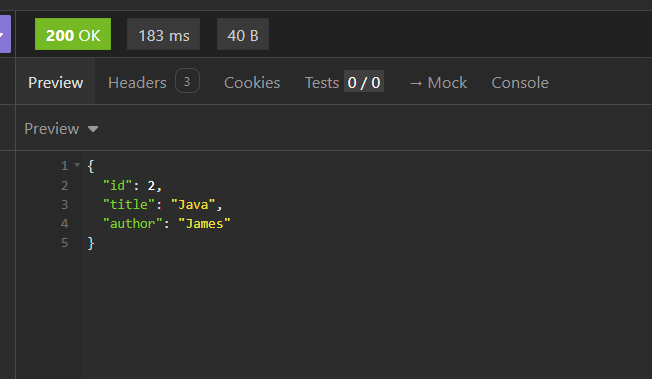 200 OK 183 ms 40 B
Preview Headers 3 Cookies Tests 0 / 0 → Mock Console
Preview
1 {
2 "id": 2,
3 "title": "Java",
4 "author": "James"
5 }